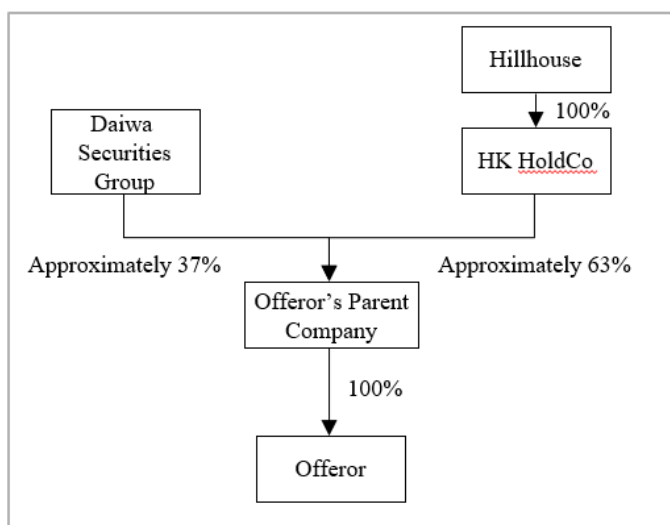 Hillhouse
100%
Daiwa
Securities
Group
HK HoldCo
Approximately 37%
Approximately 63%
Offeror’s Parent
Company
100%
Offeror